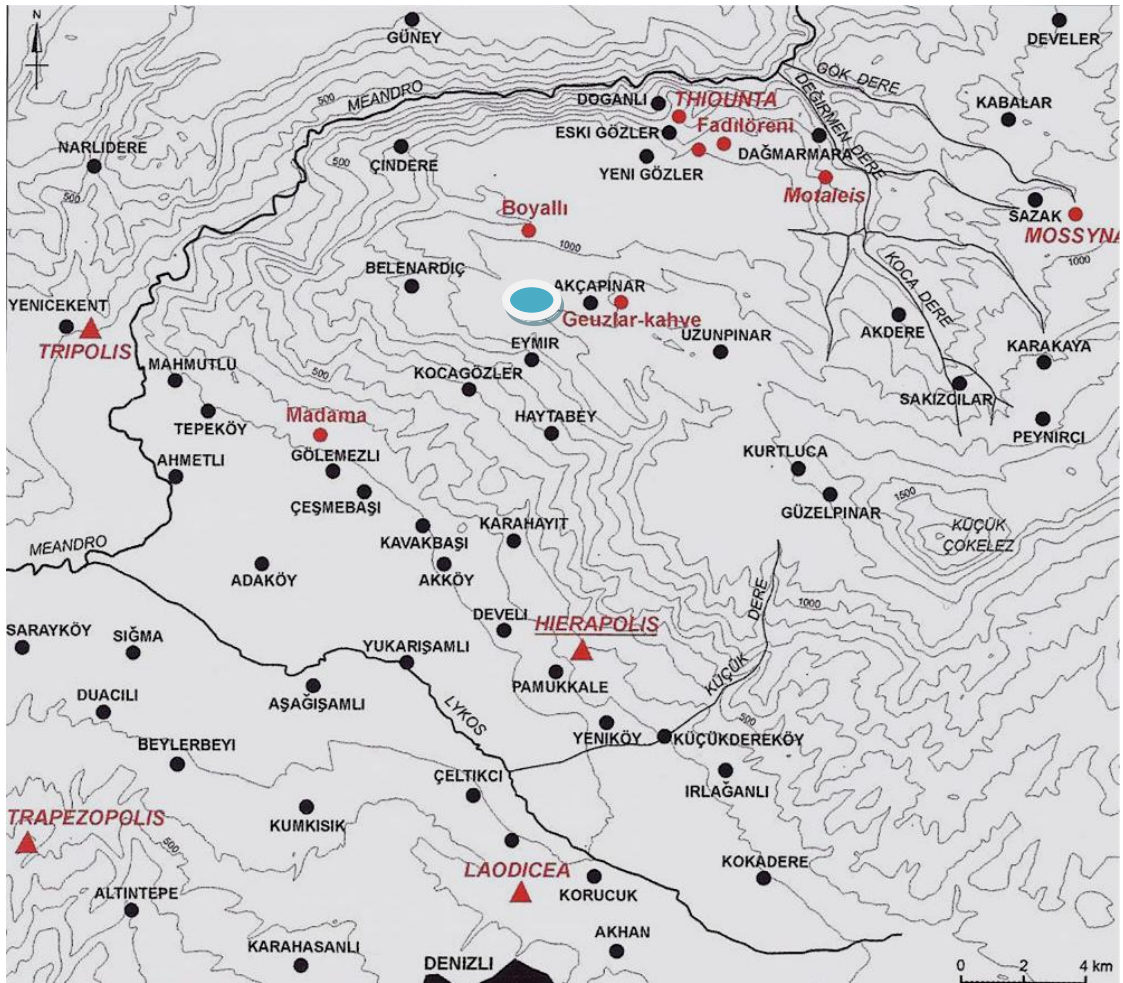 N
GÜNEY
DEVELER
MEANDRO
500
GÖK DERE
DOGANLI
THIOUNTA
DEĞIRMEN DERE
KABALAR
ESKI GÖZLER
Fadılöreni
NARLIDERE
ÇINDERE
500
DAĞMARMARA
YENI GÖZLER
500
Motaleis
SAZAK
Boyallı
MOSSYNA
1000
1000
KOCA DERE
BELENARDIÇ
AKÇAPINAR
YENICEKENT
Geuzlar-kahve
TRIPOLIS
AKDERE
UZUNPINAR
EYMIR
KARAKAYA
MAHMUTLU
KOCAGÖZLER
500
SAKIZCILAR
Madama
HAYTABEY
TEPEKÖY
PEYNIRCI
GÖLEMEZLI
KURTLUCA
AHMETLI
1500
ÇEŞMEBAŞI
GÜZELPINAR
KARAHAYIT
KÜÇÜK
ÇOKELEZ
KAVAKBAŞI
MEANDRO
ADAKÖY
AKKÖY
DERE
1000
DEVELI
HIERAPOLIS
SARAYKÖY
SIĞMA
YUKARIŞAMLI
KÜÇÜK
PAMUKKALE
DUACILI
AŞAĞIŞAMLI
LYKOS
500
YENIKÖY
KÜÇÜKDEREKÖY
BEYLERBEYI
ÇELTIKCI
IRLAĞANLI
TRAPEZOPOLIS
KUMKISIK
500
KOKADERE
LAODICEA
ALTINTEPE
KORUCUK
AKHAN
KARAHASANLI
DENIZLI
0 2 4 km